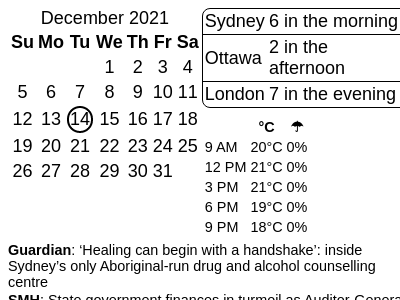 December 2021
Su Mo Tu We Th Fr Sa
1 2 3 4
5 6 7 8 9 10 11
12 13 14 15 16 17 18
19 20 21 22 23 24 25
26 27 28 29 30 31
Sydney 6 in the morning
Ottawa 2 in the
afternoon
London 7 in the evening
°C ☂
9 AM 20°C 0%
12 PM 21°C 0%
3 PM 21°C 0%
6 PM 19°C 0%
9 PM 18°C 0%
Guardian: ‘Healing can begin with a handshake’: inside
Sydney’s only Aboriginal-run drug and alcohol counselling
centre
SMH: State government finances in turmoil as Auditor-Genera